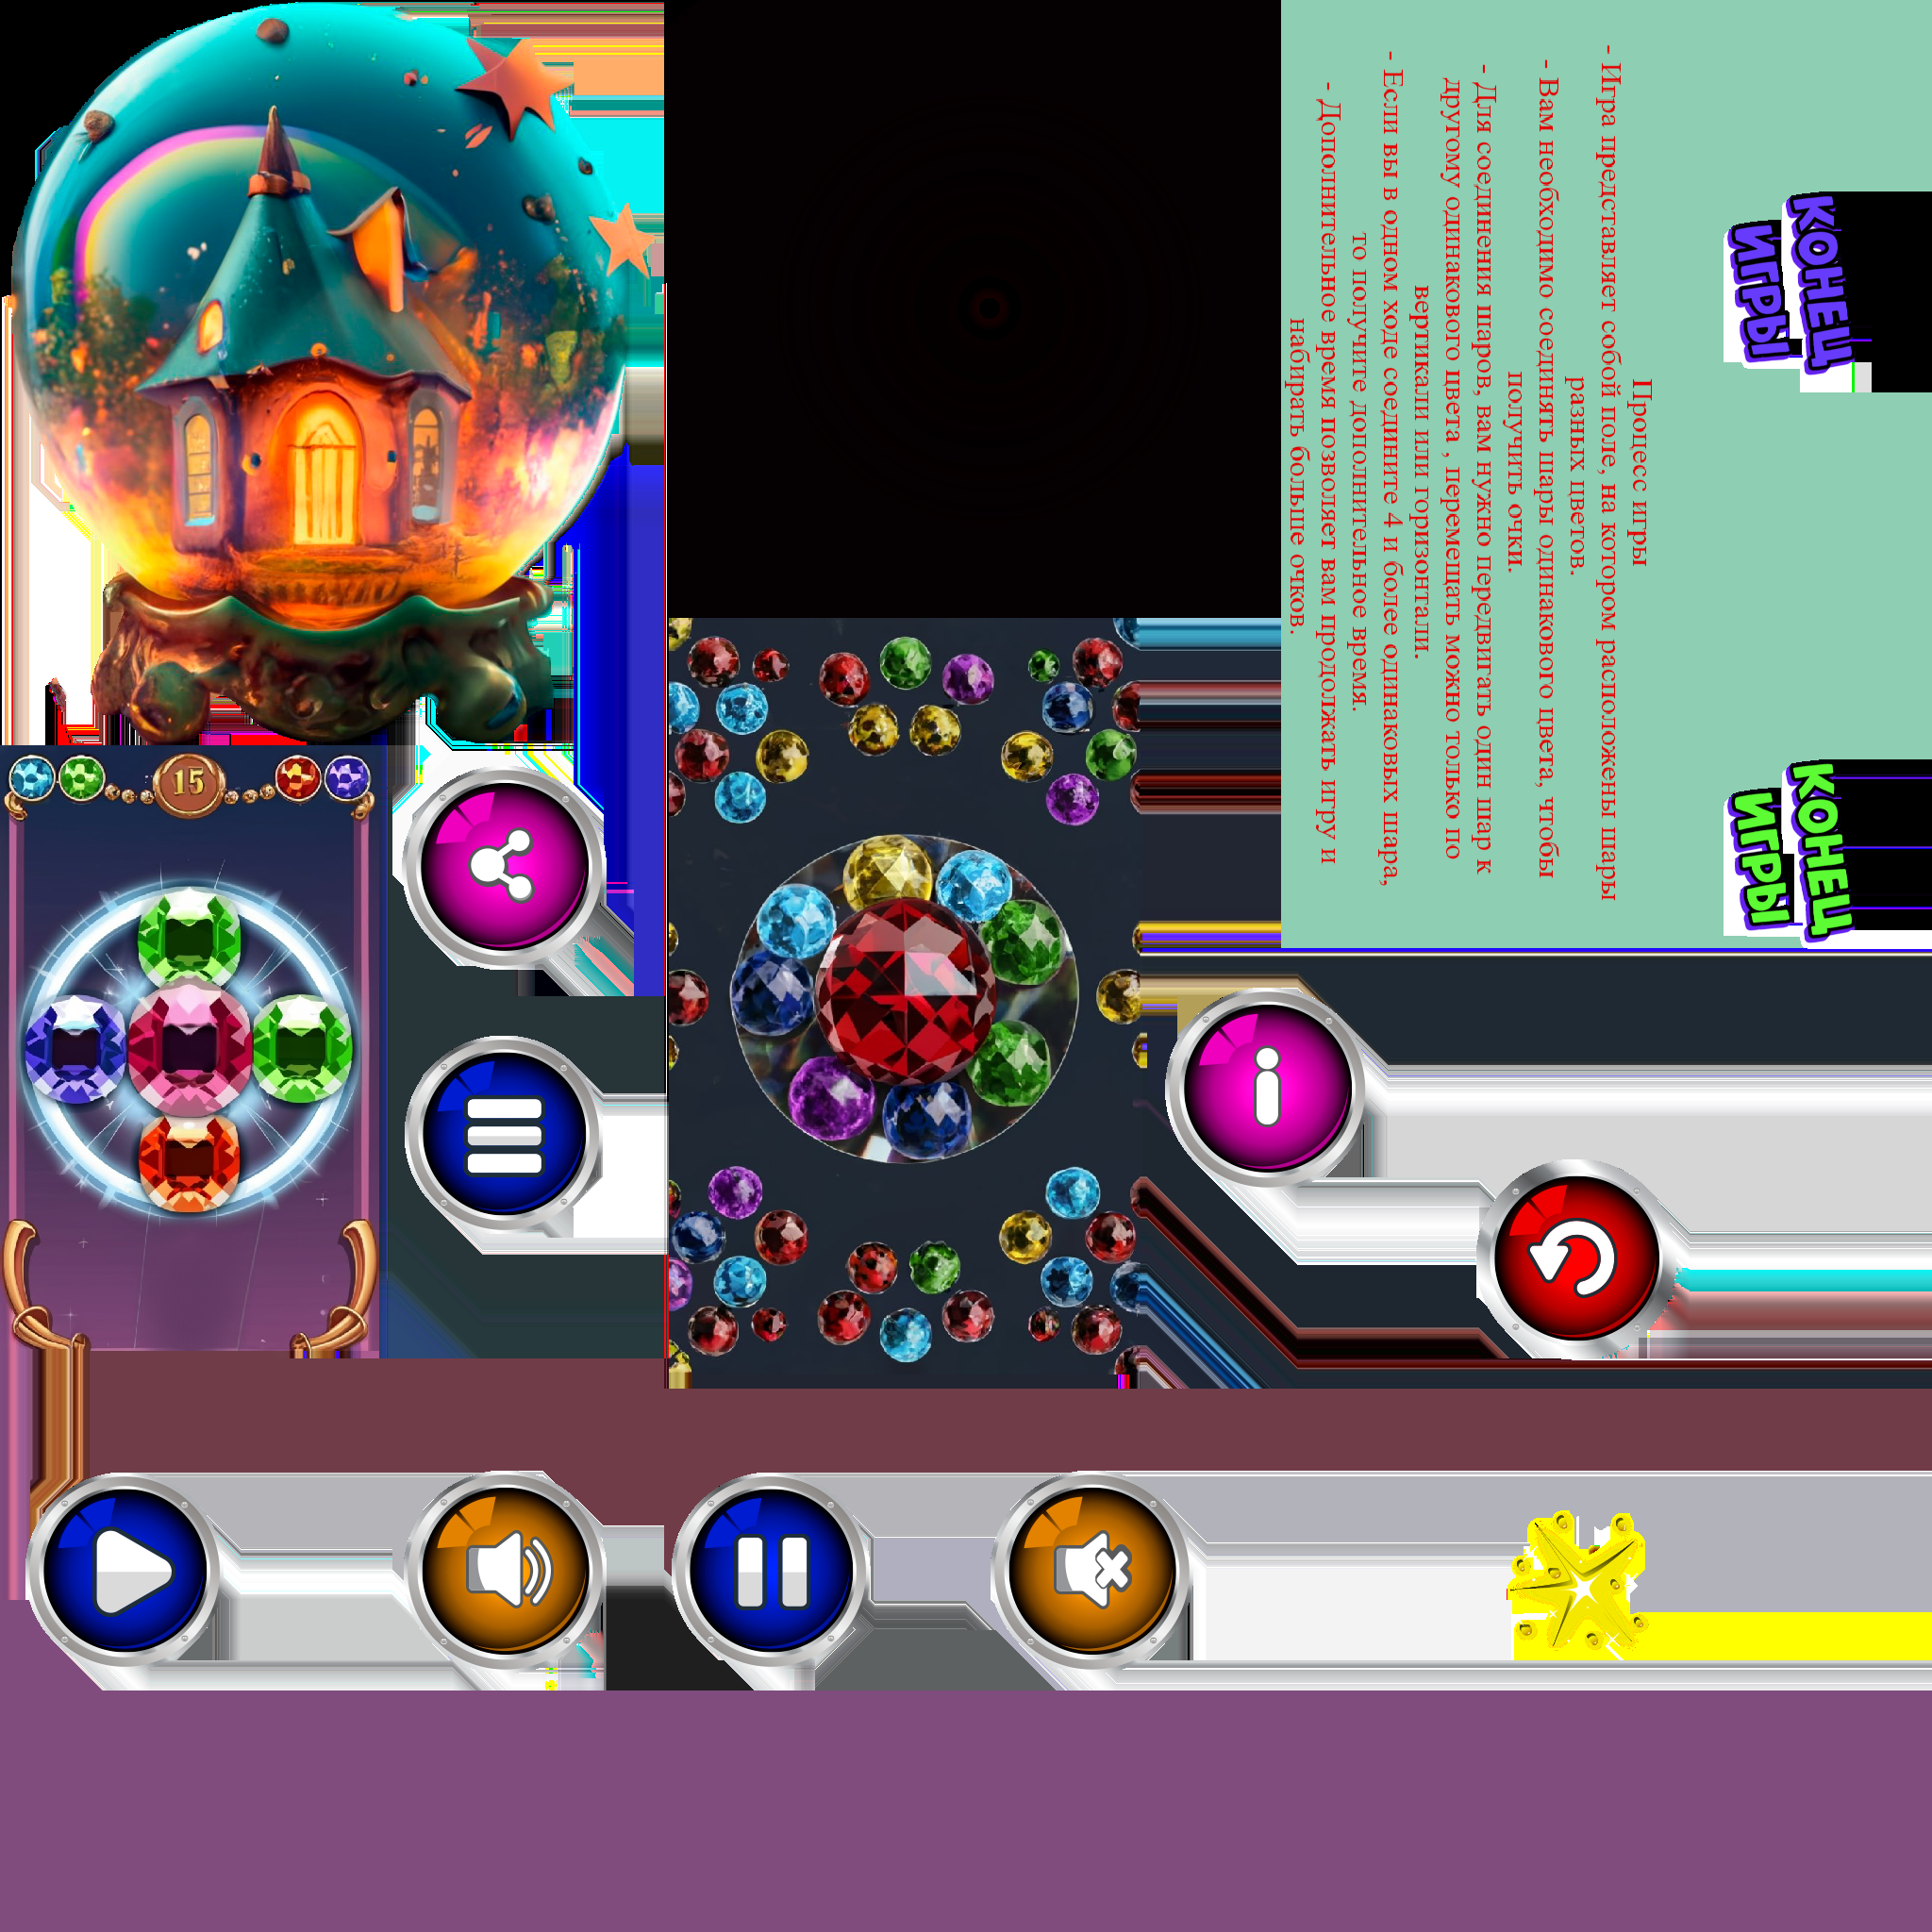 Процесс игры
- Игра представляет собой поле, на котором расположены шары
разных цветов.
- Вам необходимо соединять шары одинакового цвета, чтобы
получить очки.
- Для соединения шаров, вам нужно передвигать один шар к
другому одинакового цвета , перемещать можно только по
вертикали или горизонтали.
- Если вы в одном ходе соедините 4 и более одинаковых шара,
то получите дополнительное время.
- Дополнительное время позволяет вам продолжать игру и
набирать больше очков.
КОНЕЦ
ИГРЫ
КОНЕЦ
ИГРЫ
15